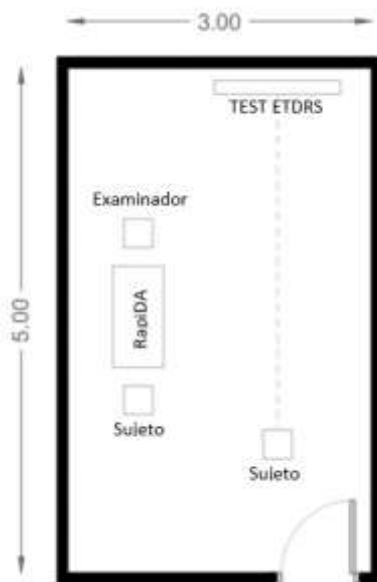 3.00
TEST ETDRS
Examinador
5.00
RapiDA
Sujeto
Sujeto